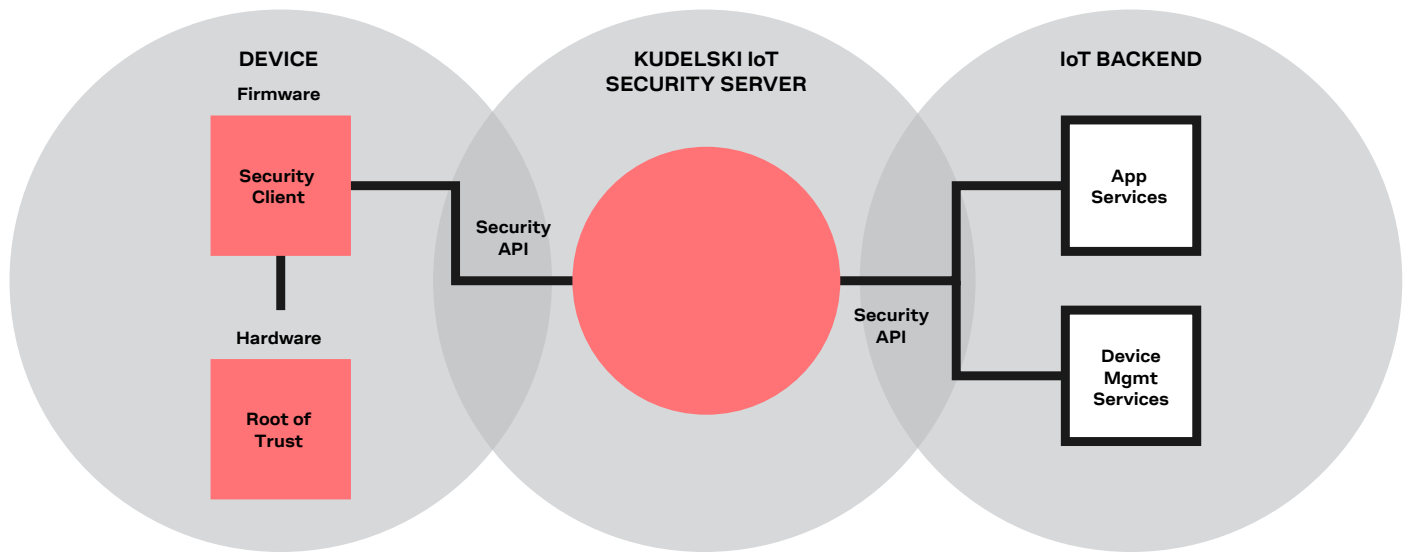 DEVICE
Firmware
Security
Client
Hardware
Root of
Trust
Security
API
KUDELSKI IoT
SECURITY SERVER
Security
API
IoT BACKEND
App
Services
Device
Mgmt
Services